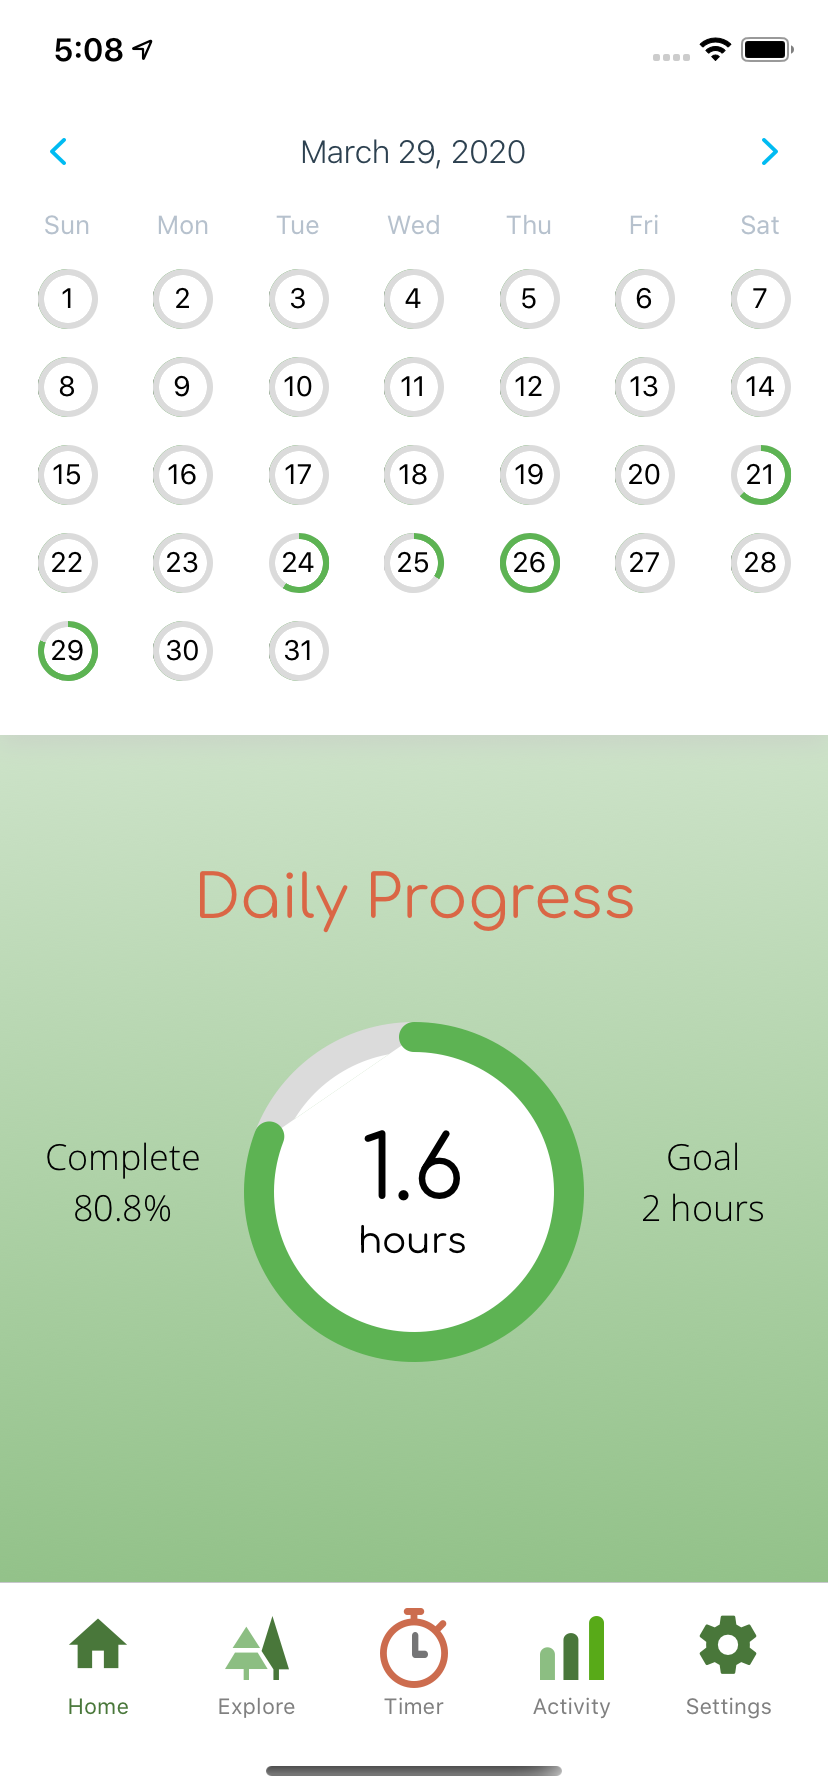 5:08
March 29, 2020
Sun Mon Tue Wed Thu Fri Sat
1 2 3 4 5 6 7
8 9 10 11 12 13 14
15 16 17 18 19 20 21
22 23 24 25 26 27 28
29 30 31
Daily Progress
Complete
80.8%
1.6
hours
Goal
2 hours
Home Explore Timer Activity Settings